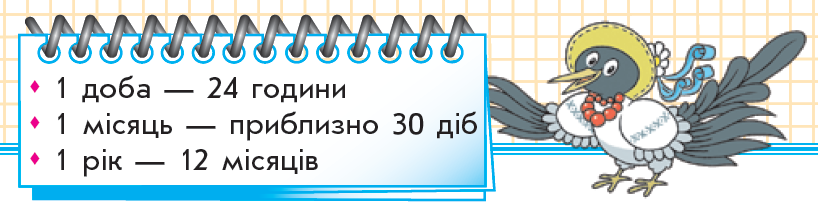 1 доба — 24 години
1 місяць — приблизно 30 діб
1 рік — 12 місяців